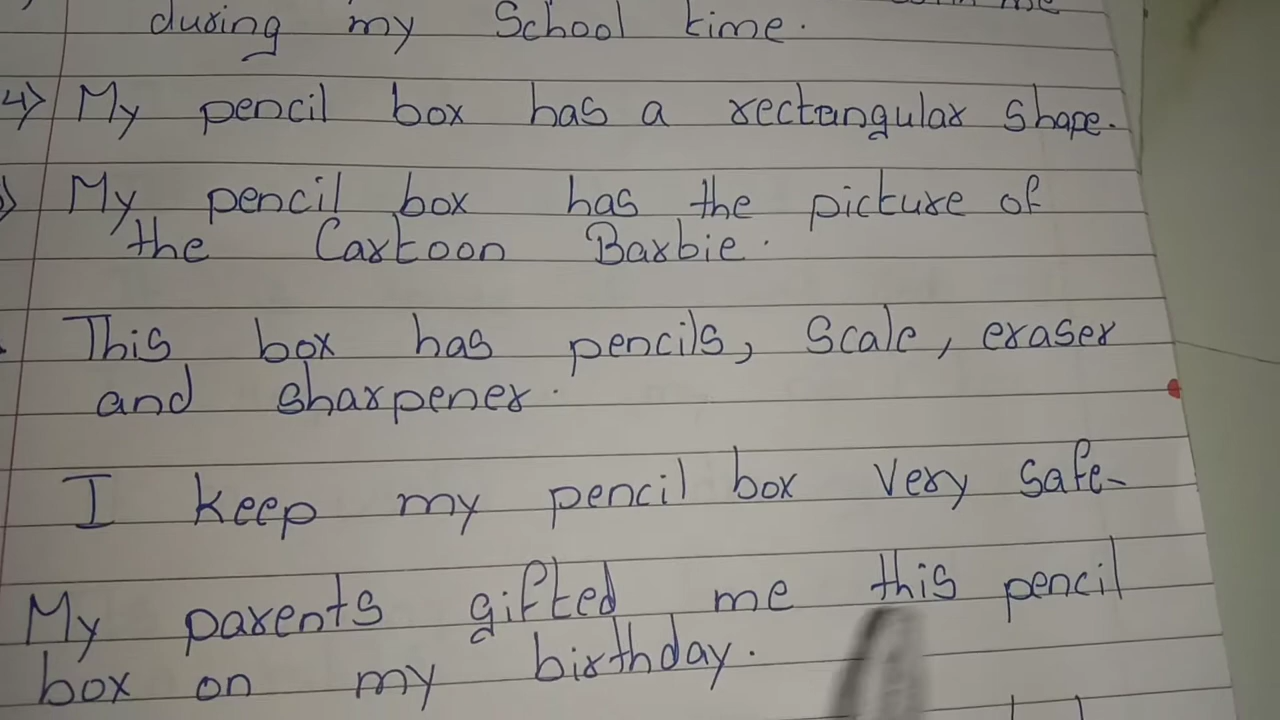 during my School time.
4) My pencil box has a rectangular shape.
) My pencil box has the picture of
the Cartoon Barbie.
This box has pencils, Scale, eraser
and sharpener.
I keep my pencil box very safe.
My parents gifted me this pencil
box on my birthday.